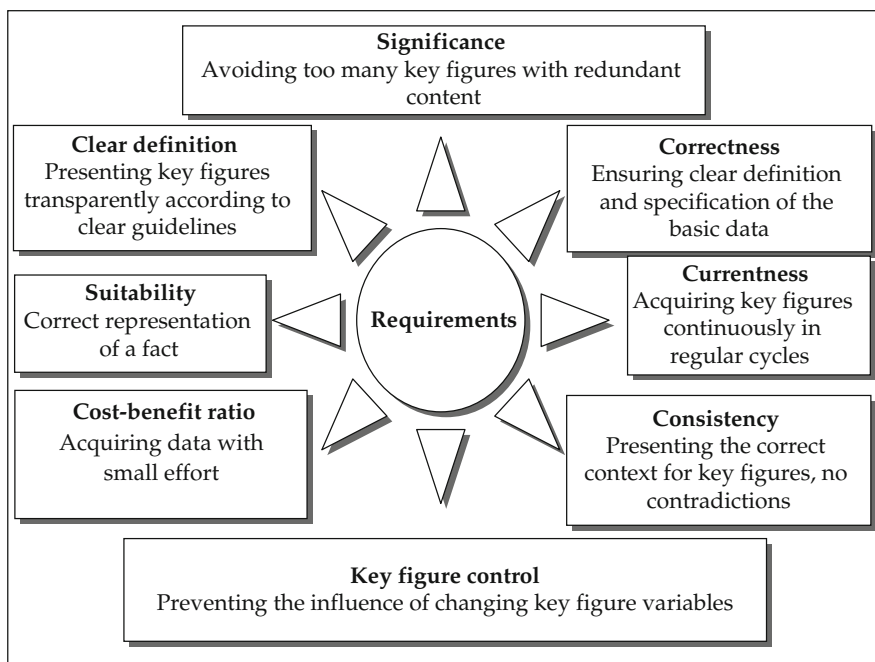 Significance
Avoiding too many key figures with redundant
content
Clear definition
Presenting key figures
transparently according to
clear guidelines
Correctness
Ensuring clear definition
and specification of the
basic data
Suitability
Correct representation
of a fact
Requirements
Currentness
Acquiring key figures
continuously in
regular cycles
Cost-benefit ratio
Acquiring data with
small effort
Consistency
Presenting the correct
context for key figures, no
contradictions
Key figure control
Preventing the influence of changing key figure variables